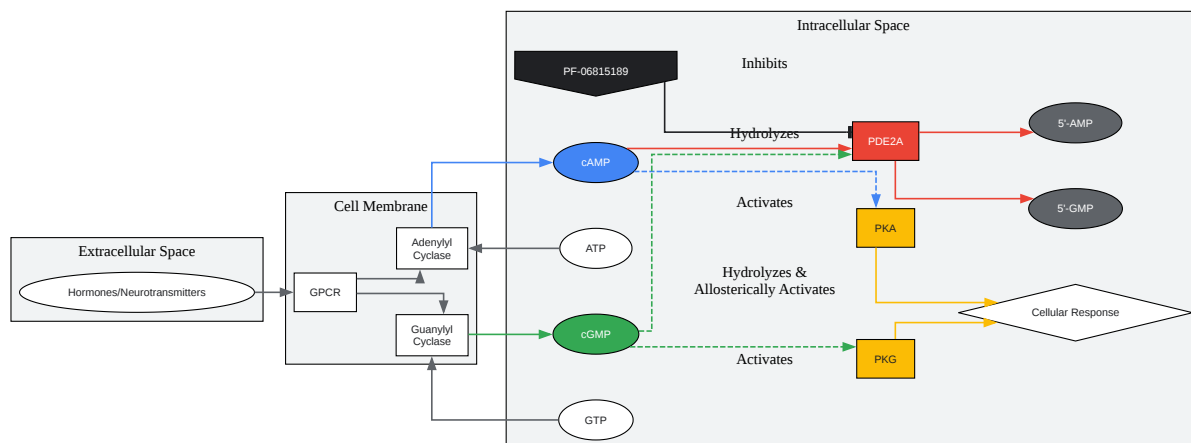 Intracellular Space
PF-06815189
Inhibits
Hydrolyzes
PDE2A
5'-AMP
cAMP
Activates
5'-GMP
Cell Membrane
Adenylyl
Cyclase
ATP
PKA
Extracellular Space
Hormones/Neurotransmitters
GPCR
Hydrolyzes &
Allosterically Activates
Cellular Response
Guanylyl
Cyclase
cGMP
Activates
PKG
GTP